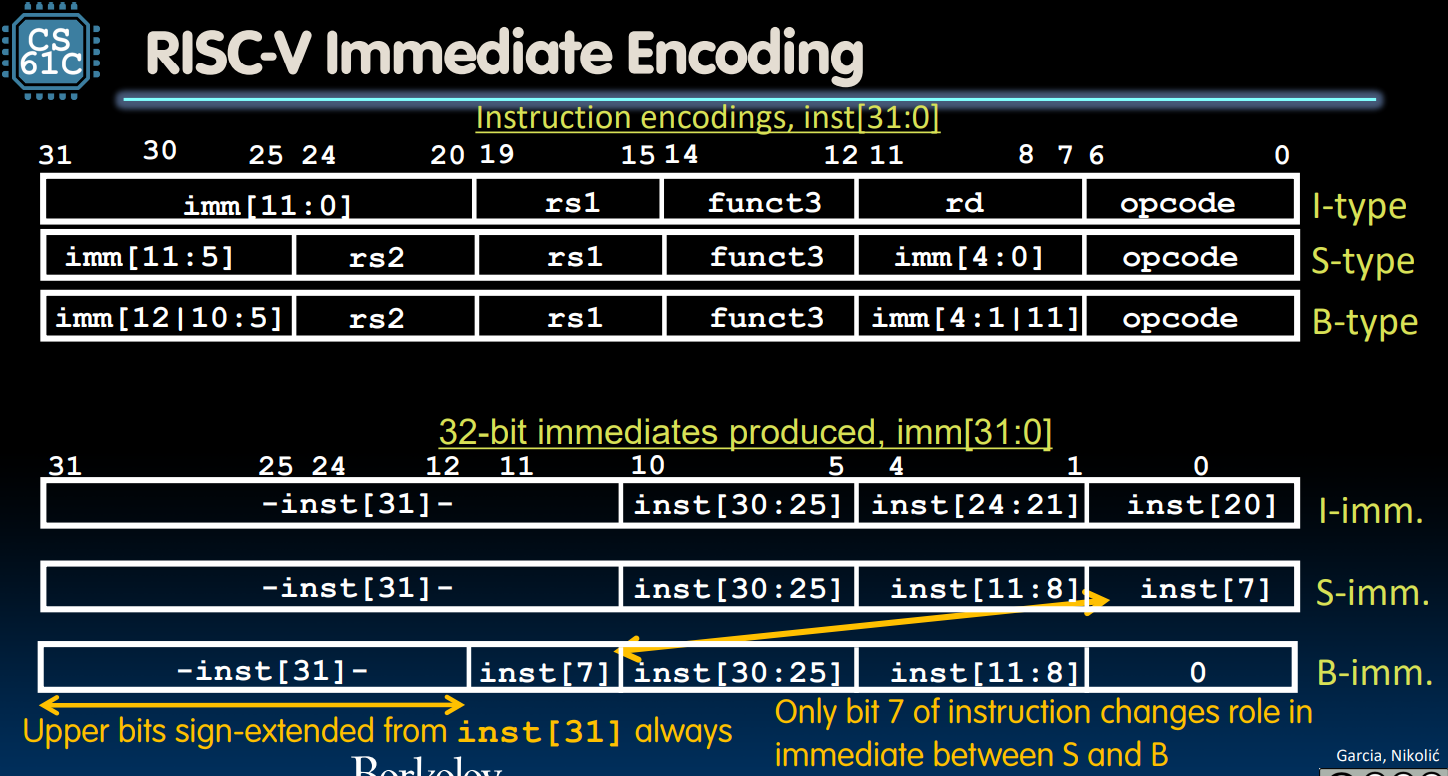 CS
61C
RISC-V Immediate Encoding
Instruction encodings, inst[31:0]
31 30 25 24 20 19 15 14 12 11 8 7 6 0
imm[11:0] rs1 funct3 rd opcode I-type
imm[11:5] rs2 rs1 funct3 imm[4:0] opcode S-type
imm[12|10:5] rs2 rs1 funct3 imm[4:1|11] opcode B-type
32-bit immediates produced, imm[31:0]
31 25 24 12 11 10 5 4 1 0
-inst[31]- inst[30:25] inst[24:21] inst[20] I-imm.
-inst[31]- inst[30:25] inst[11:8] inst[7] S-imm.
-inst[31]- inst[7] inst[30:25] inst[11:8] 0 B-imm.
Upper bits sign-extended from inst[31] always
Only bit 7 of instruction changes role in
immediate between S and B
Berkeley
Garcia, Nikolić